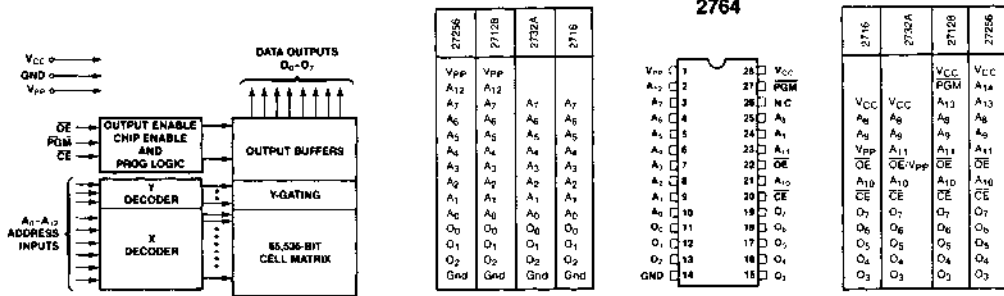 VCC
GND
VPP
DATA OUTPUTS
O0-O7
OE
PGM
CE
OUTPUT ENABLE
CHIP ENABLE
AND
PROG LOGIC
OUTPUT BUFFERS
A0-A12
ADDRESS
INPUTS
Y
DECODER
Y-GATING
X
DECODER
65,536-BIT
CELL MATRIX
27256 27128 2732A 2716
VPP VPP
A12 A12
A7 A7 A7 A7
A6 A6 A6 A6
A5 A5 A5 A5
A4 A4 A4 A4
A3 A3 A3 A3
A2 A2 A2 A2
A1 A1 A1 A1
A0 A0 A0 A0
O0 O0 O0 O0
O1 O1 O1 O1
O2 O2 O2 O2
Gnd Gnd Gnd Gnd
2764
VPP 1 28 VCC
A12 2 27 PGM
A7 3 26 N.C
A6 4 25 A8
A5 5 24 A9
A4 6 23 A11
A3 7 22 OE
A2 8 21 A10
A1 9 20 CE
A0 10 19 O7
O0 11 18 O6
O1 12 17 O5
O2 13 16 O4
GND 14 15 O3
2716 2732A 27128 27256
VCC VCC
PGM A14
VCC VCC A13 A13
A8 A8 A8 A8
A9 A9 A9 A9
VPP A11 A11 A11
OE OE/VPP OE OE
A10 A10 A10 A10
CE CE CE CE
O7 O7 O7 O7
O6 O6 O6 O6
O5 O5 O5 O5
O4 O4 O4 O4
O3 O3 O3 O3